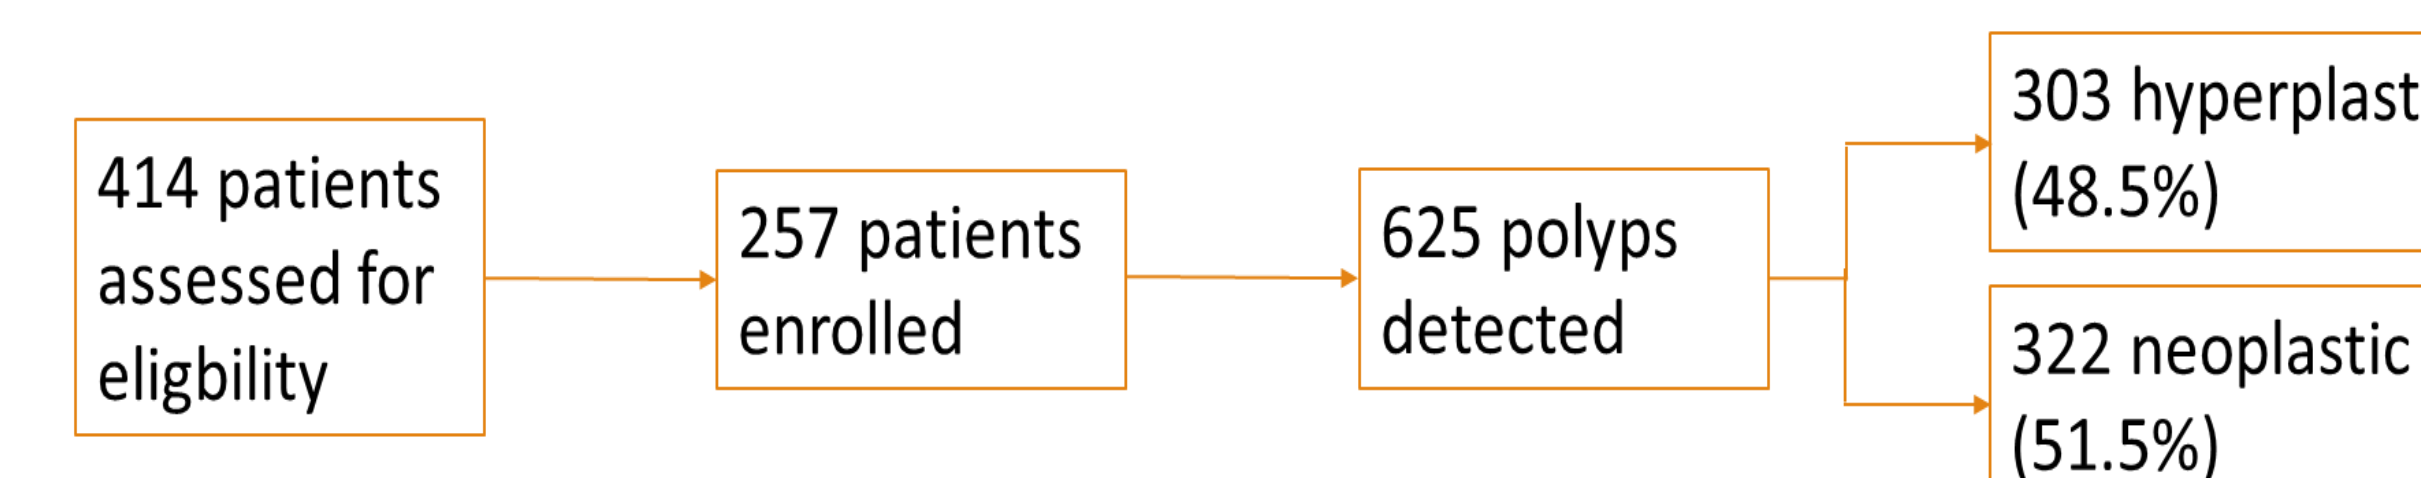 414 patients
assessed for
eligbility
257 patients
enrolled
625 polyps
detected
303 hyperplast
(48.5%)
322 neoplastic
(51.5%)